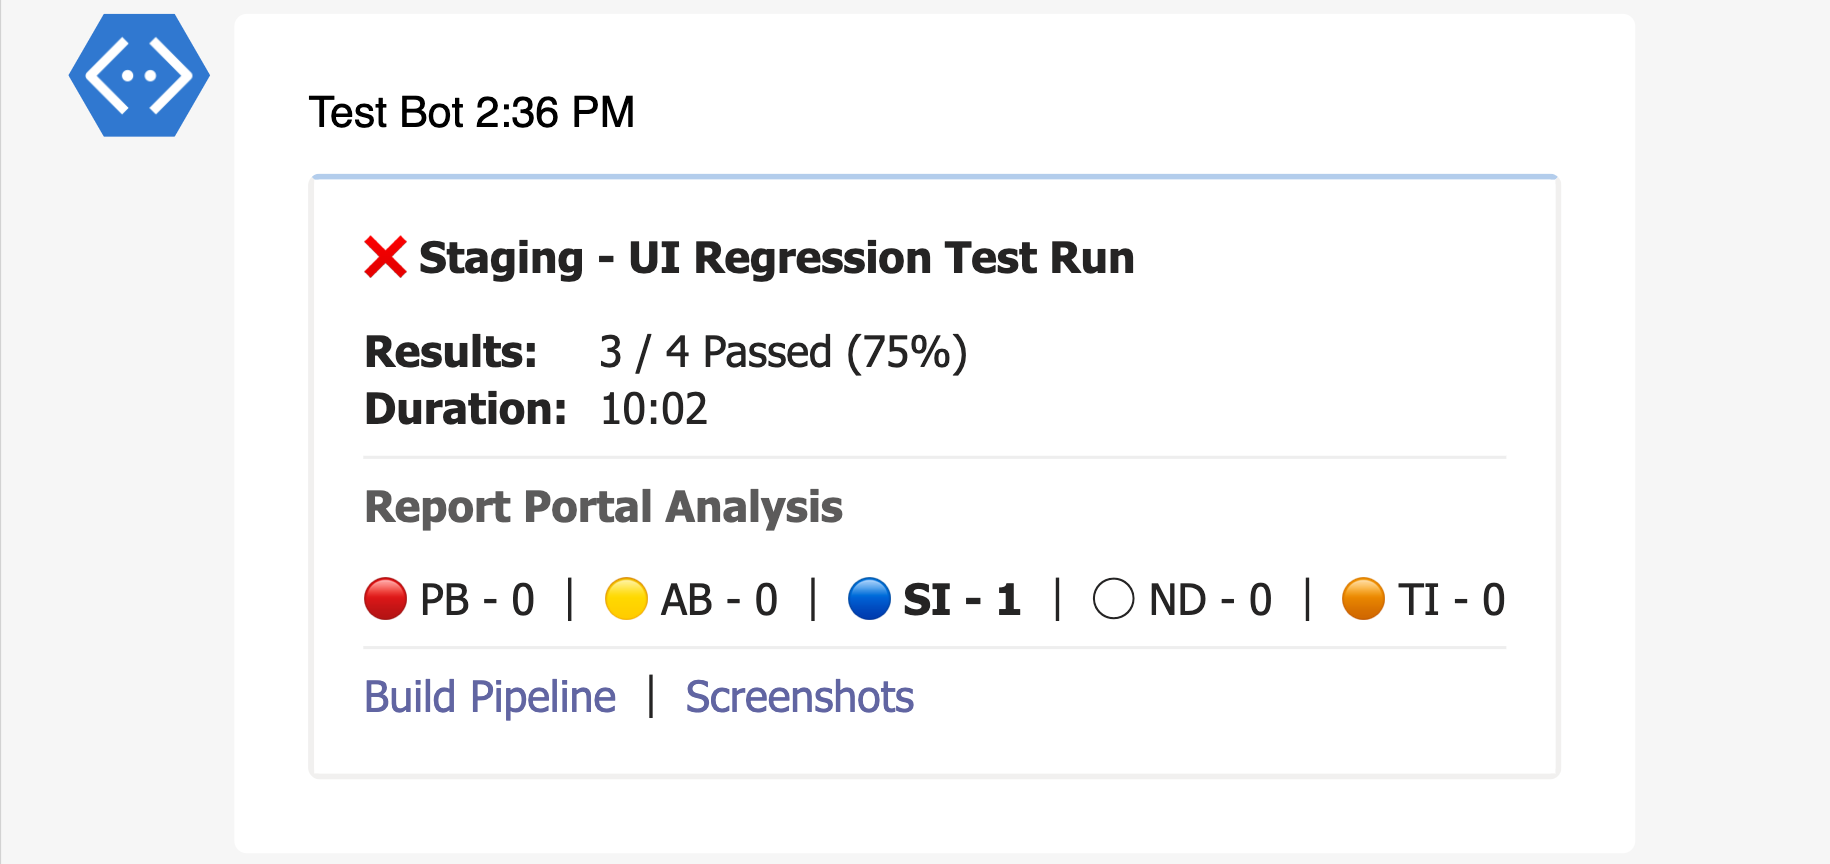 Test Bot 2:36 PM
❌ Staging - UI Regression Test Run
Results: 3 / 4 Passed (75%)
Duration: 10:02
Report Portal Analysis
🔴 PB - 0 | 🟡 AB - 0 | 🔵 SI - 1 | ⚪ ND - 0 | 🟠 TI - 0
Build Pipeline | Screenshots